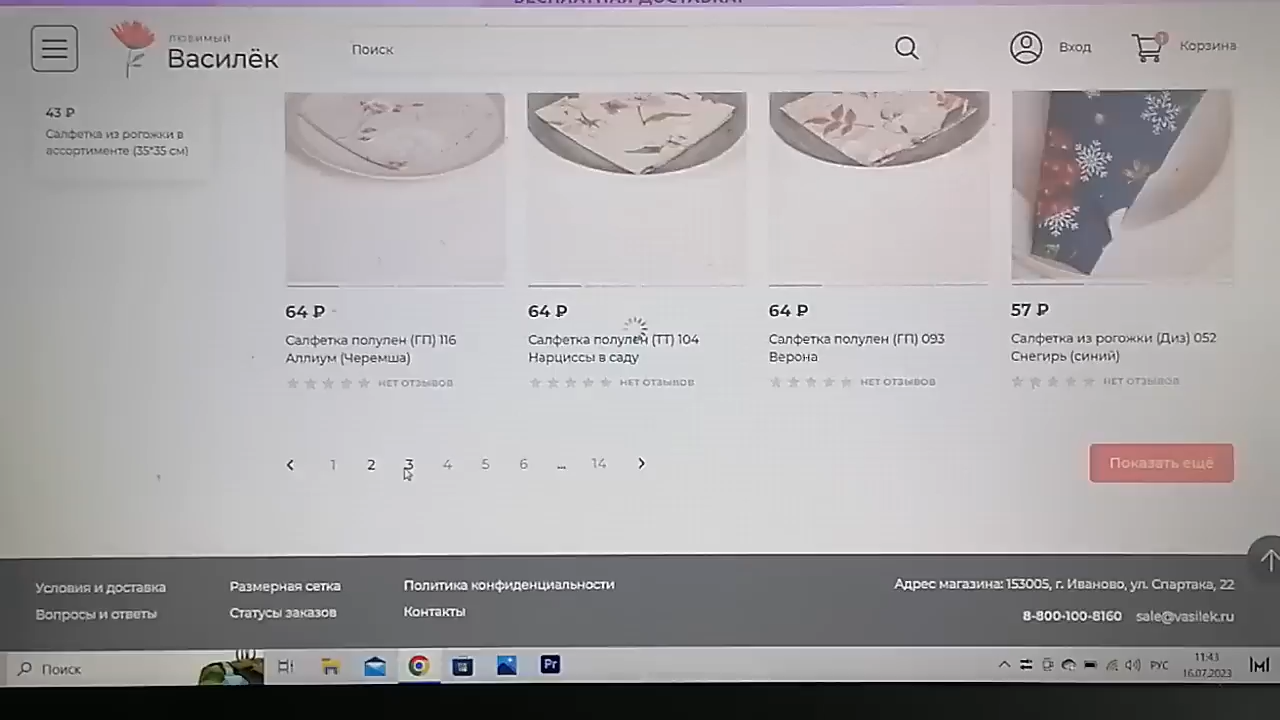 БЕСПЛАТНАЯ ДОСТАВКА!
ЛЮБИМЫЙ
Василёк
Поиск
Вход
1
Корзина
43 ₽
Салфетка из рогожки в
ассортименте (35*35 см)
64 ₽
Салфетка полулен (ГП) 116
Аллиум (Черемша)
НЕТ ОТЗЫВОВ
64 ₽
Салфетка полулен (ТТ) 104
Нарциссы в саду
НЕТ ОТЗЫВОВ
64 ₽
Салфетка полулен (ГП) 093
Верона
НЕТ ОТЗЫВОВ
57 ₽
Салфетка из рогожки (Диз) 052
Снегирь (синий)
НЕТ ОТЗЫВОВ
1 2 3 4 5 6 ... 14
Показать ещё
Условия и доставка
Вопросы и ответы
Размерная сетка
Статусы заказов
Политика конфиденциальности
Контакты
Адрес магазина: 153005, г. Иваново, ул. Спартака, 22
8-800-100-8160 sale@vasilek.ru
Поиск
Pr
РУС
11:43
16.07.2023